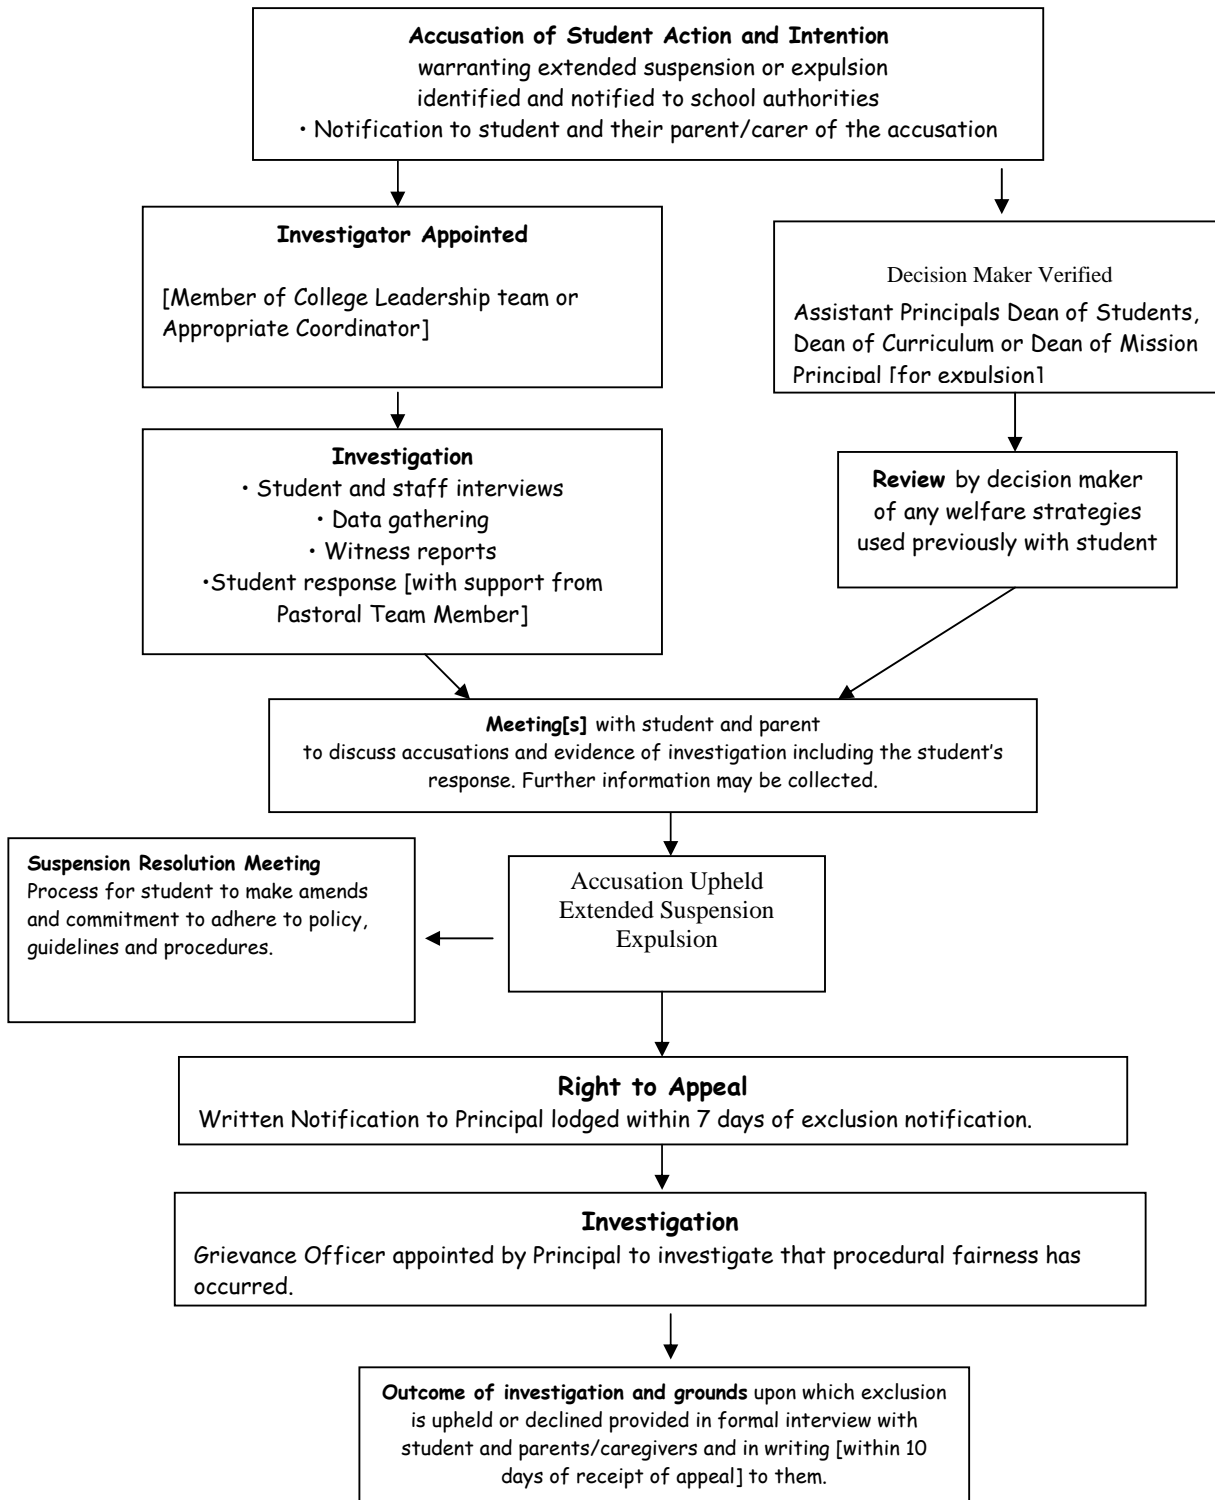 Accusation of Student Action and Intention
warranting extended suspension or expulsion
identified and notified to school authorities
• Notification to student and their parent/carer of the accusation
Investigator Appointed
[Member of College Leadership team or
Appropriate Coordinator]
Decision Maker Verified
Assistant Principals Dean of Students,
Dean of Curriculum or Dean of Mission
Principal [for expulsion]
Investigation
• Student and staff interviews
• Data gathering
• Witness reports
•Student response [with support from
Pastoral Team Member]
Review by decision maker
of any welfare strategies
used previously with student
Meeting[s] with student and parent
to discuss accusations and evidence of investigation including the student's
response. Further information may be collected.
Suspension Resolution Meeting
Process for student to make amends
and commitment to adhere to policy,
guidelines and procedures.
Accusation Upheld
Extended Suspension
Expulsion
Right to Appeal
Written Notification to Principal lodged within 7 days of exclusion notification.
Investigation
Grievance Officer appointed by Principal to investigate that procedural fairness has
occurred.
Outcome of investigation and grounds upon which exclusion
is upheld or declined provided in formal interview with
student and parents/caregivers and in writing [within 10
days of receipt of appeal] to them.